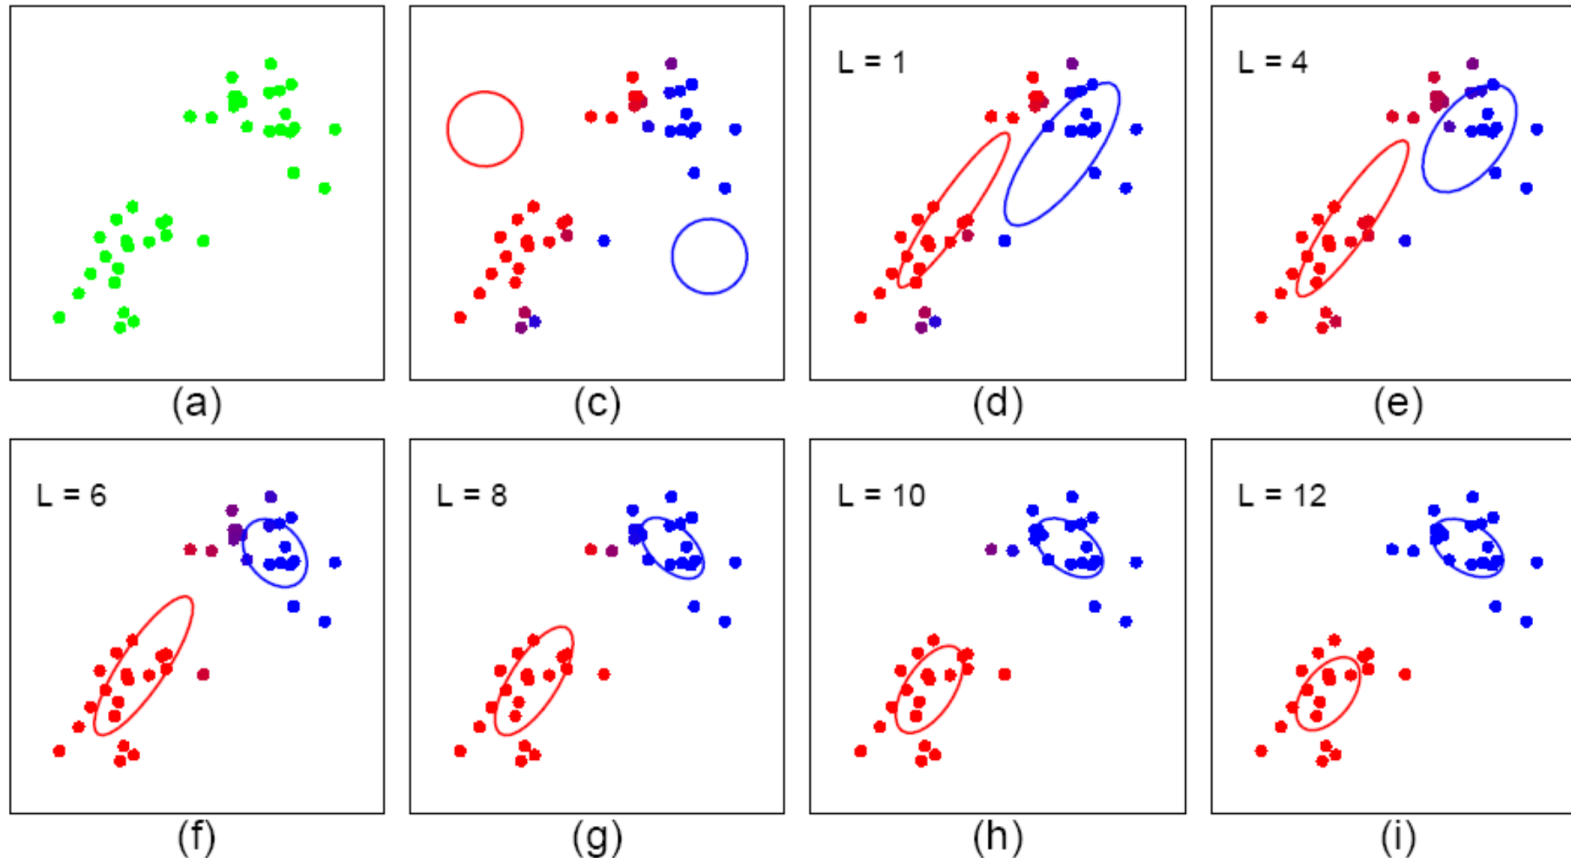 L = 1
L = 4
(a)
(c)
(d)
(e)
L = 6
L = 8
L = 10
L = 12
(f)
(g)
(h)
(i)